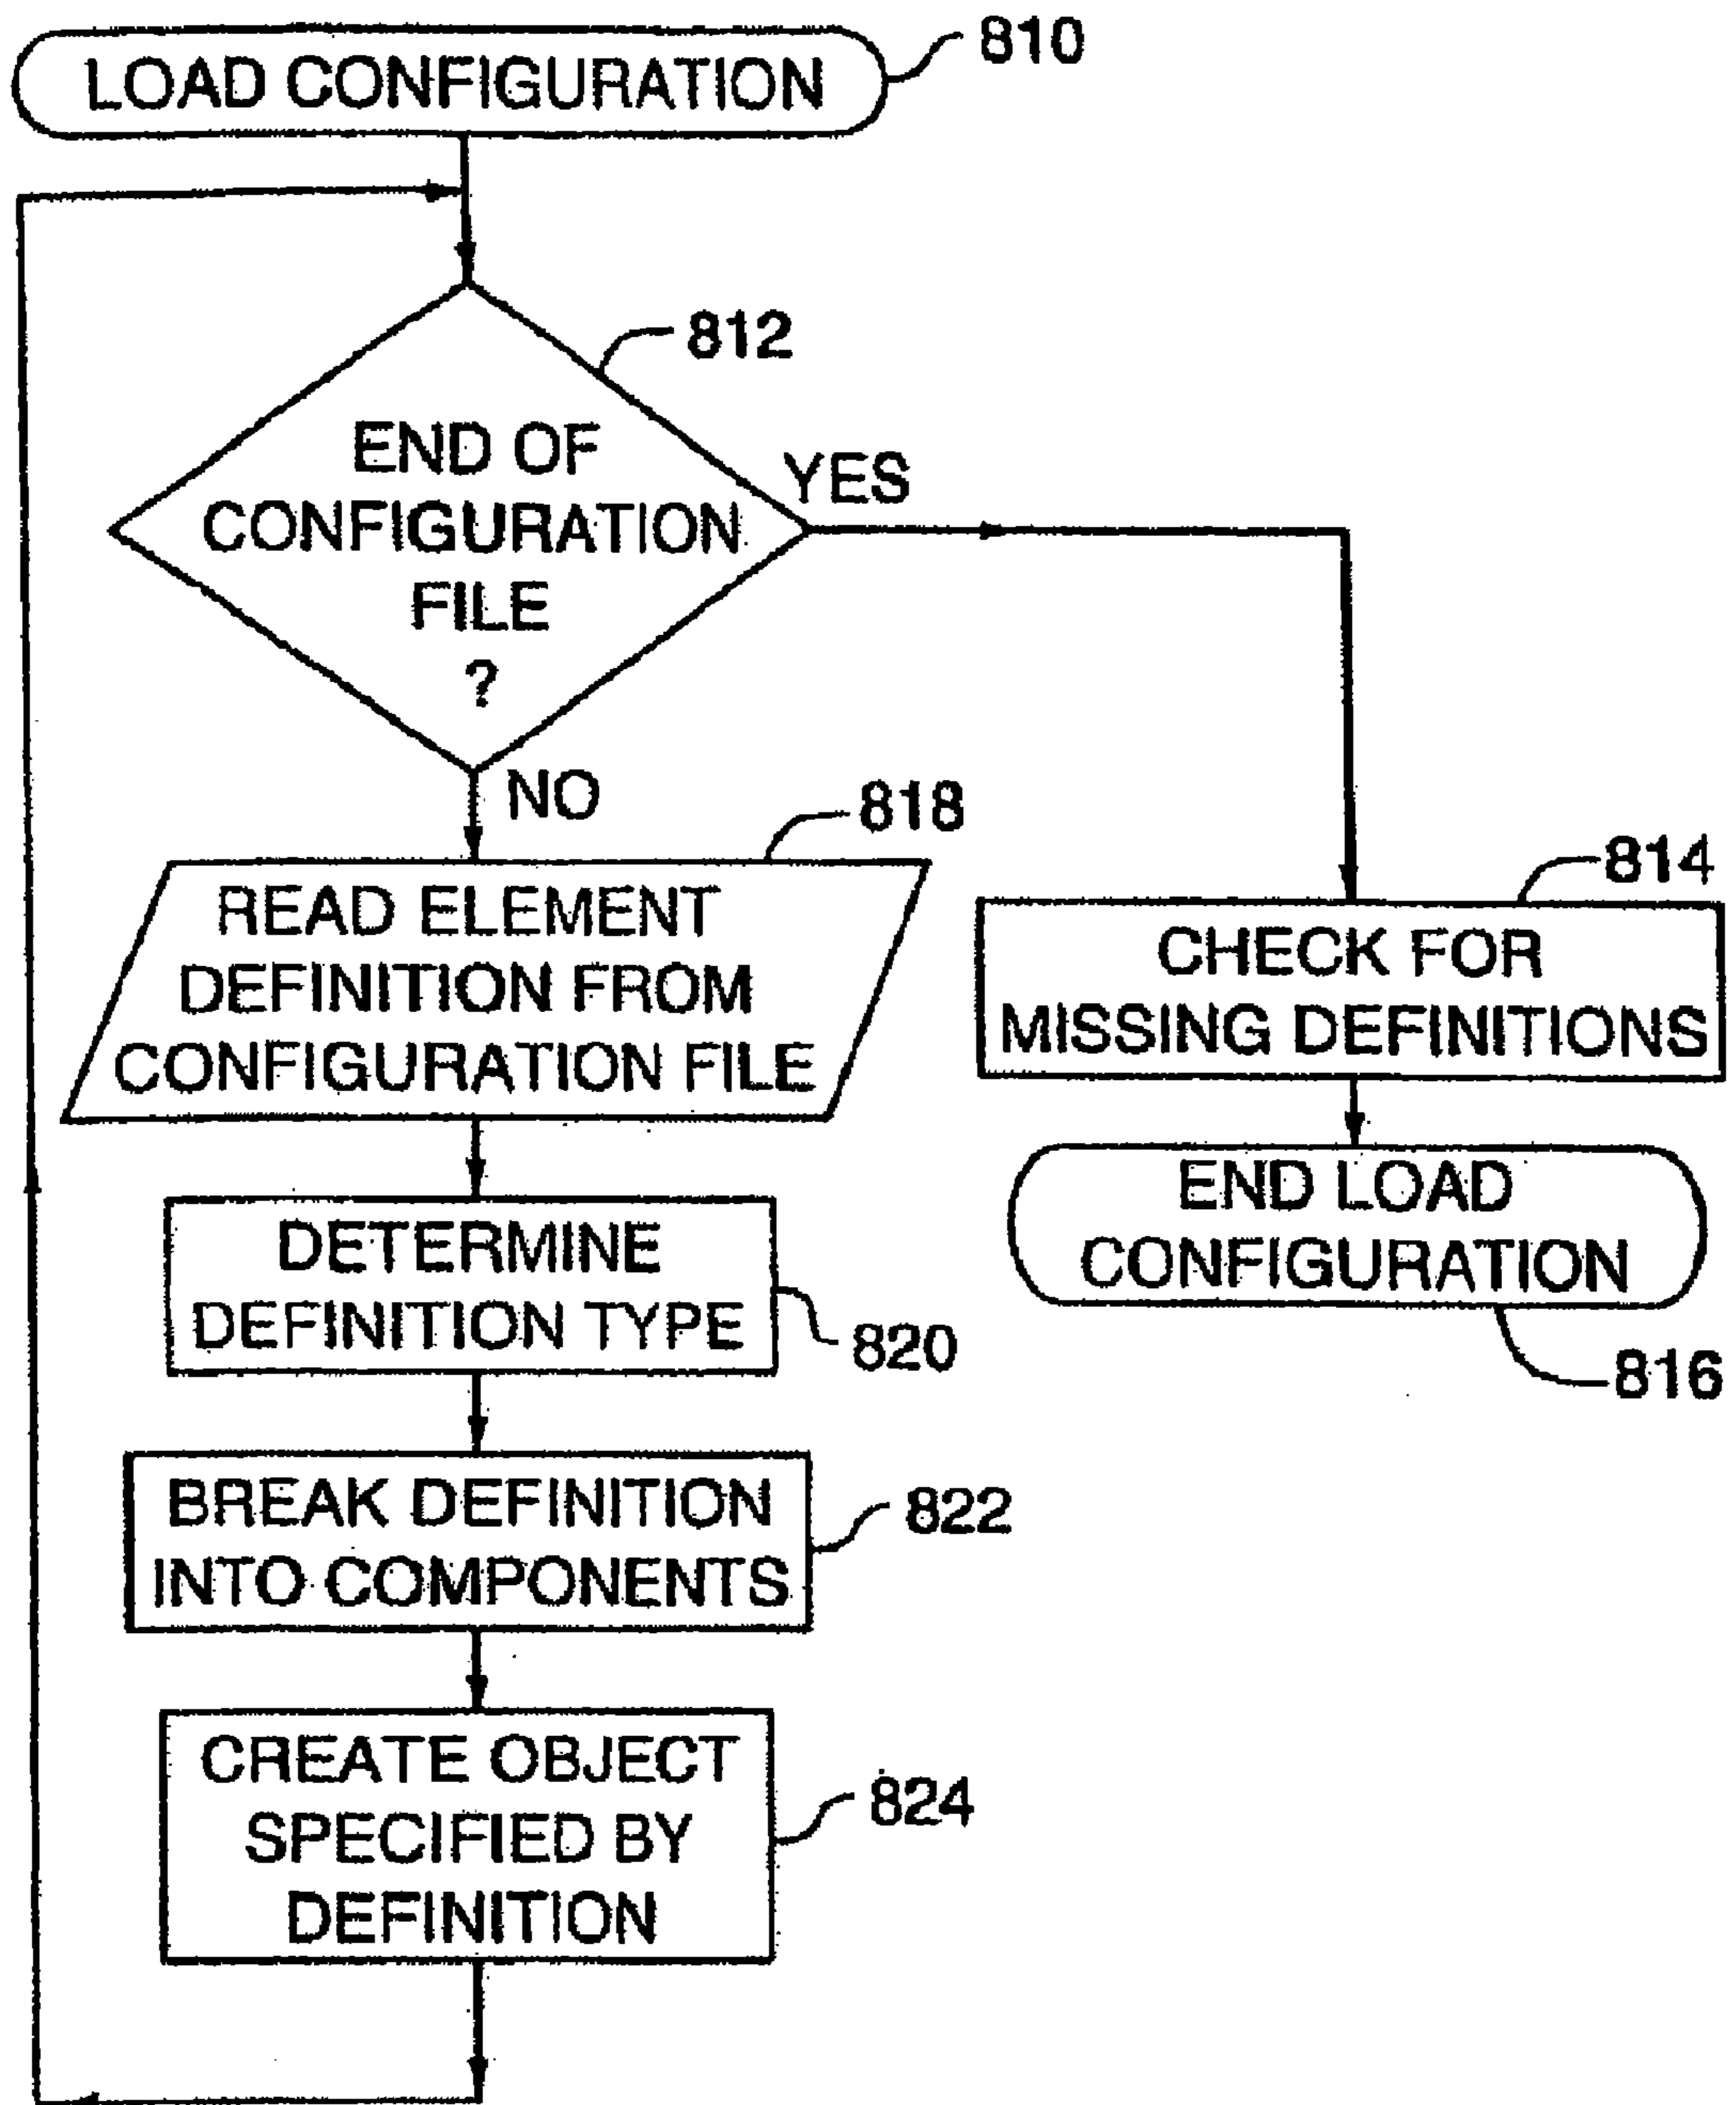 LOAD CONFIGURATION
810
812
END OF
CONFIGURATION
FILE
?
YES
NO
818
READ ELEMENT
DEFINITION FROM
CONFIGURATION FILE
814
CHECK FOR
MISSING DEFINITIONS
END LOAD
CONFIGURATION
816
DETERMINE
DEFINITION TYPE
820
BREAK DEFINITION
INTO COMPONENTS
822
CREATE OBJECT
SPECIFIED BY
DEFINITION
824